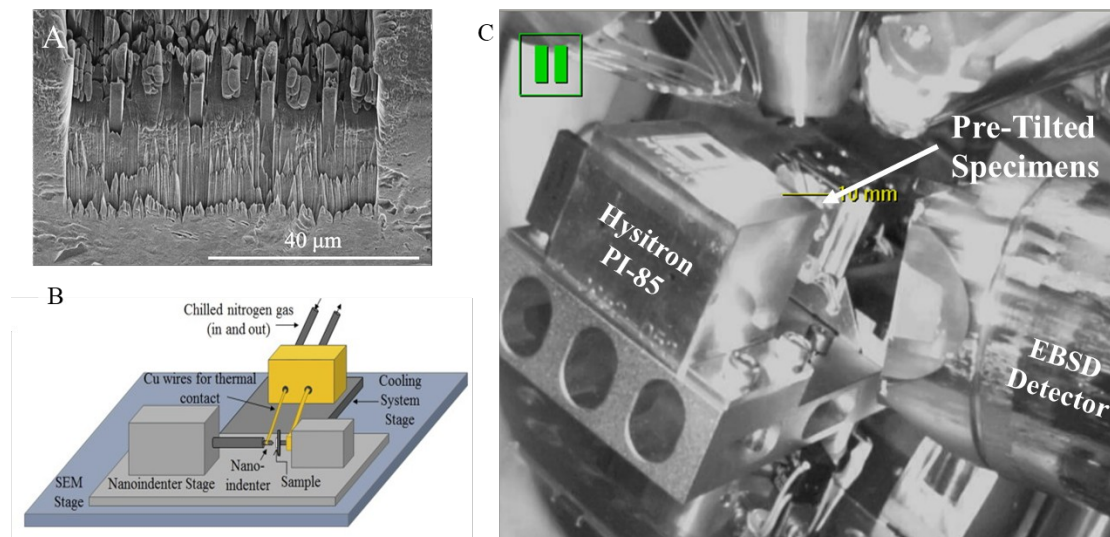 A
40 μm
B
Chilled nitrogen gas
(in and out)
Cu wires for thermal
contact
Cooling
System
Stage
Nano-
indenter
Sample
Nanoindenter Stage
SEM
Stage
C
Pre-Tilted
Specimens
10 mm
Hysitron
PI-85
EBSD
Detector